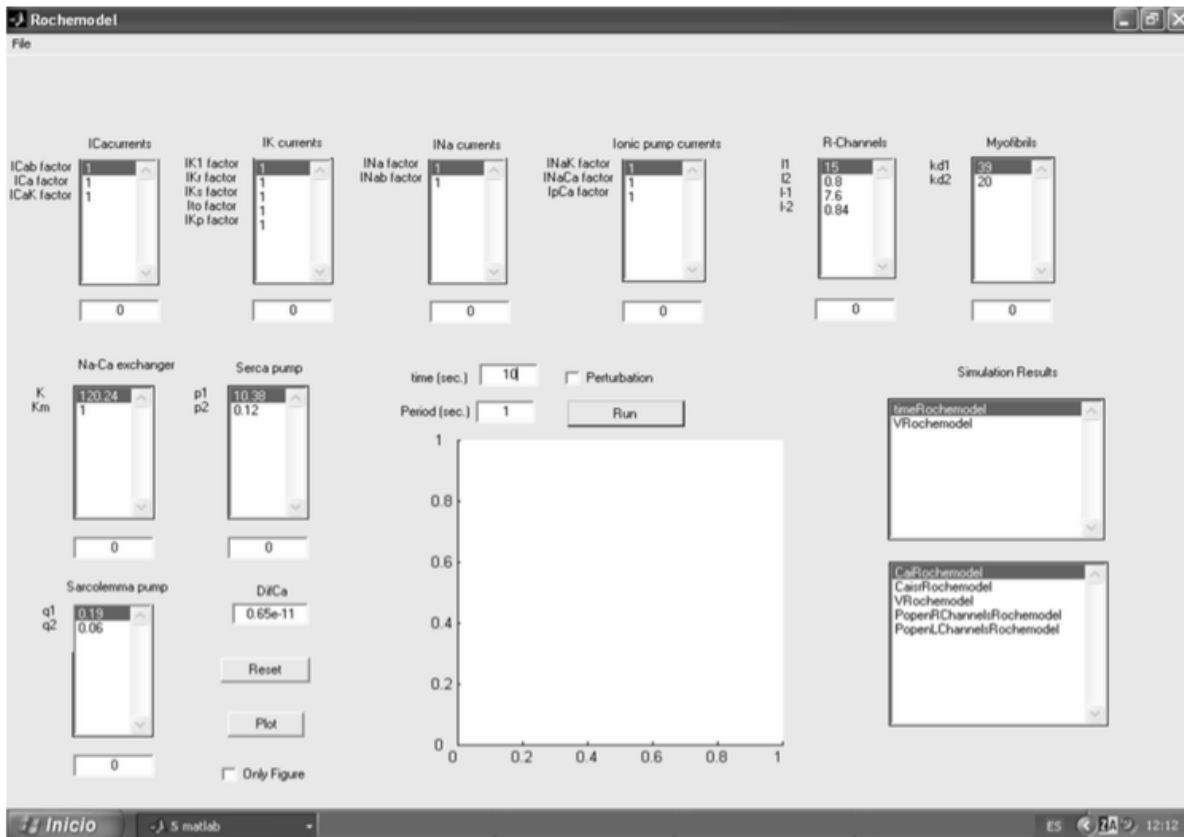 Rochemodel
File
ICacurrents
ICab factor
ICa factor
ICaK factor
1
1
1
0
IK currents
IK1 factor
IKr factor
IKs factor
Ito factor
IKp factor
1
1
1
1
1
0
INa currents
INa factor
INab factor
1
1
0
Ionic pump currents
INaK factor
INaCa factor
IpCa factor
1
1
1
0
R-Channels
l1
l2
l-1
l-2
15
0.8
7.6
0.84
0
Myofibrils
kd1
kd2
39
20
0
Na-Ca exchanger
K
Km
120.24
1
0
Serca pump
p1
p2
10.38
0.12
0
time (sec.)
10
Perturbation
Period (sec.)
1
Run
1
0.8
0.6
0.4
0.2
0
0
0.2
0.4
0.6
0.8
1
Simulation Results
timeRochemodel
VRochemodel
CaiRochemodel
CaisrRochemodel
VRochemodel
PopenRChannelsRochemodel
PopenLChannelsRochemodel
Sarcolemma pump
q1
q2
0.19
0.06
0
DifCa
0.65e-11
Reset
Plot
Only Figure
Inicio
5 matlab
ES
12:12